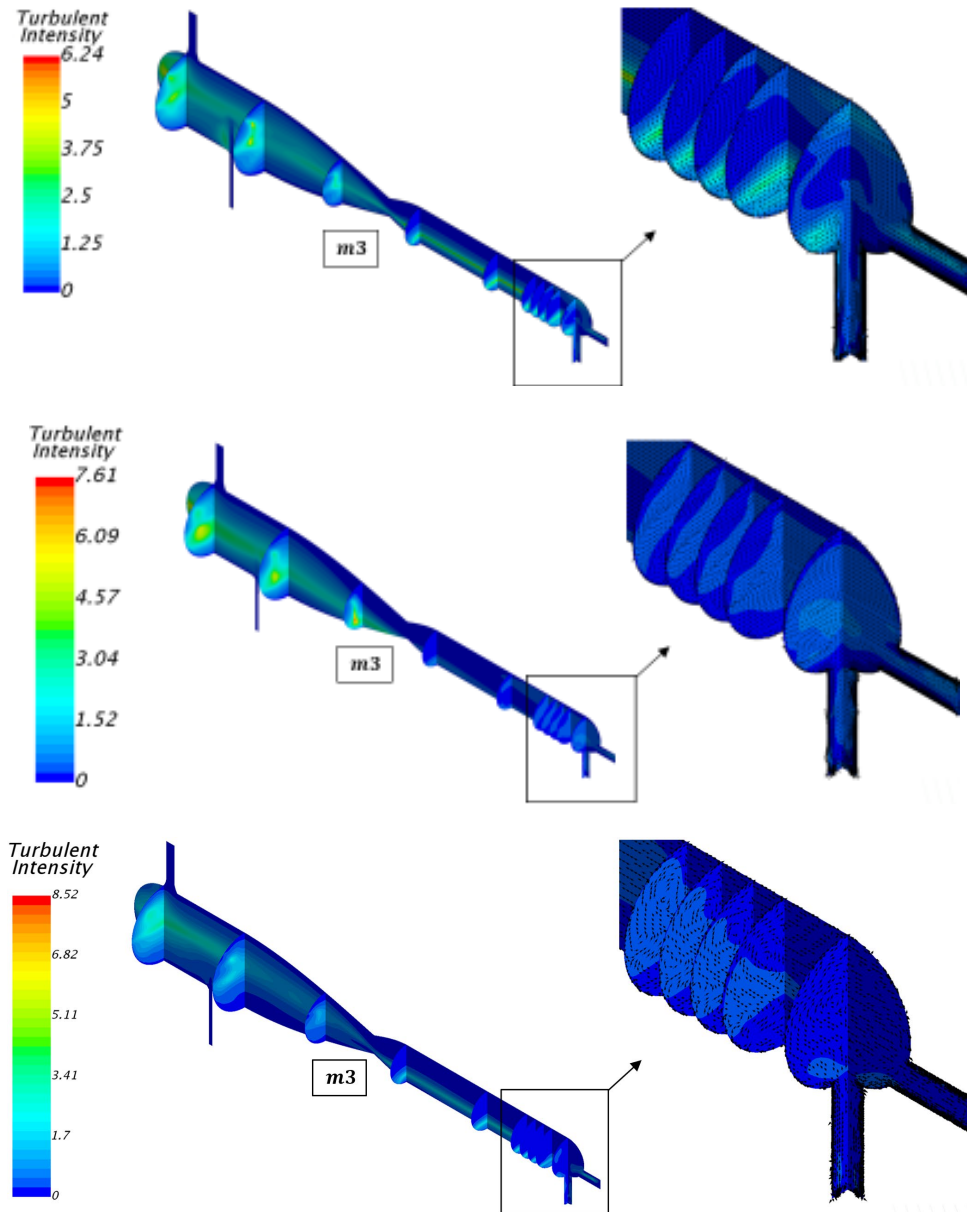 Turbulent
Intensity
6.24
5
3.75
2.5
1.25
0
m3
Turbulent
Intensity
7.61
6.09
4.57
3.04
1.52
0
m3
Turbulent
Intensity
8.52
6.82
5.11
3.41
1.7
0
m3